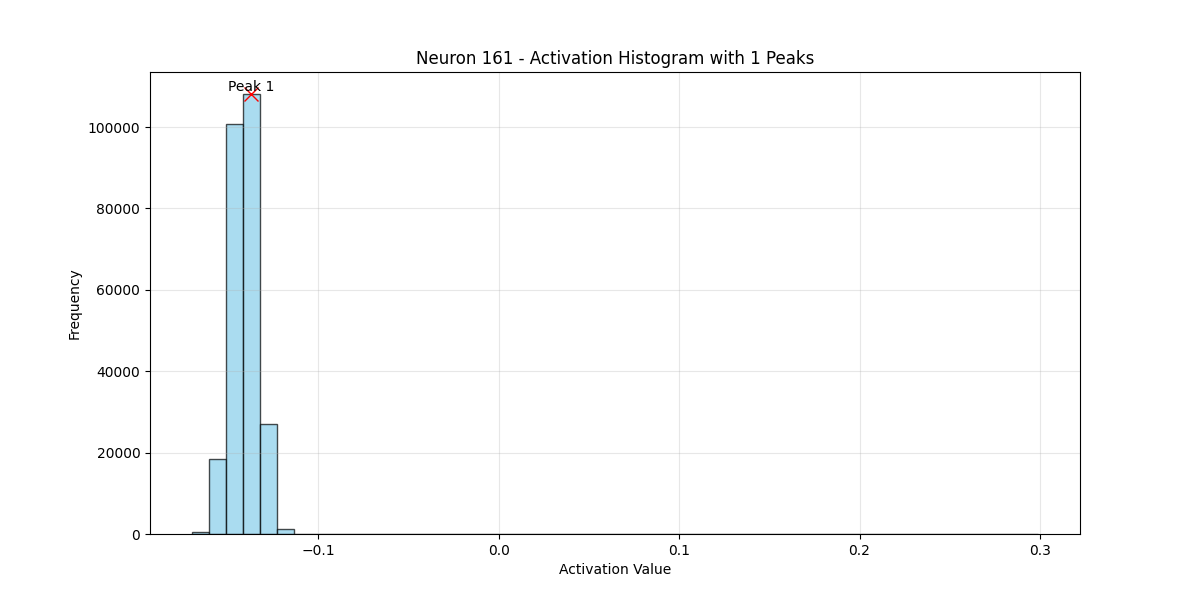 Neuron 161 - Activation Histogram with 1 Peaks
Peak 1
100000
80000
60000
40000
20000
0
Frequency
−0.1
0.0
0.1
0.2
0.3
Activation Value